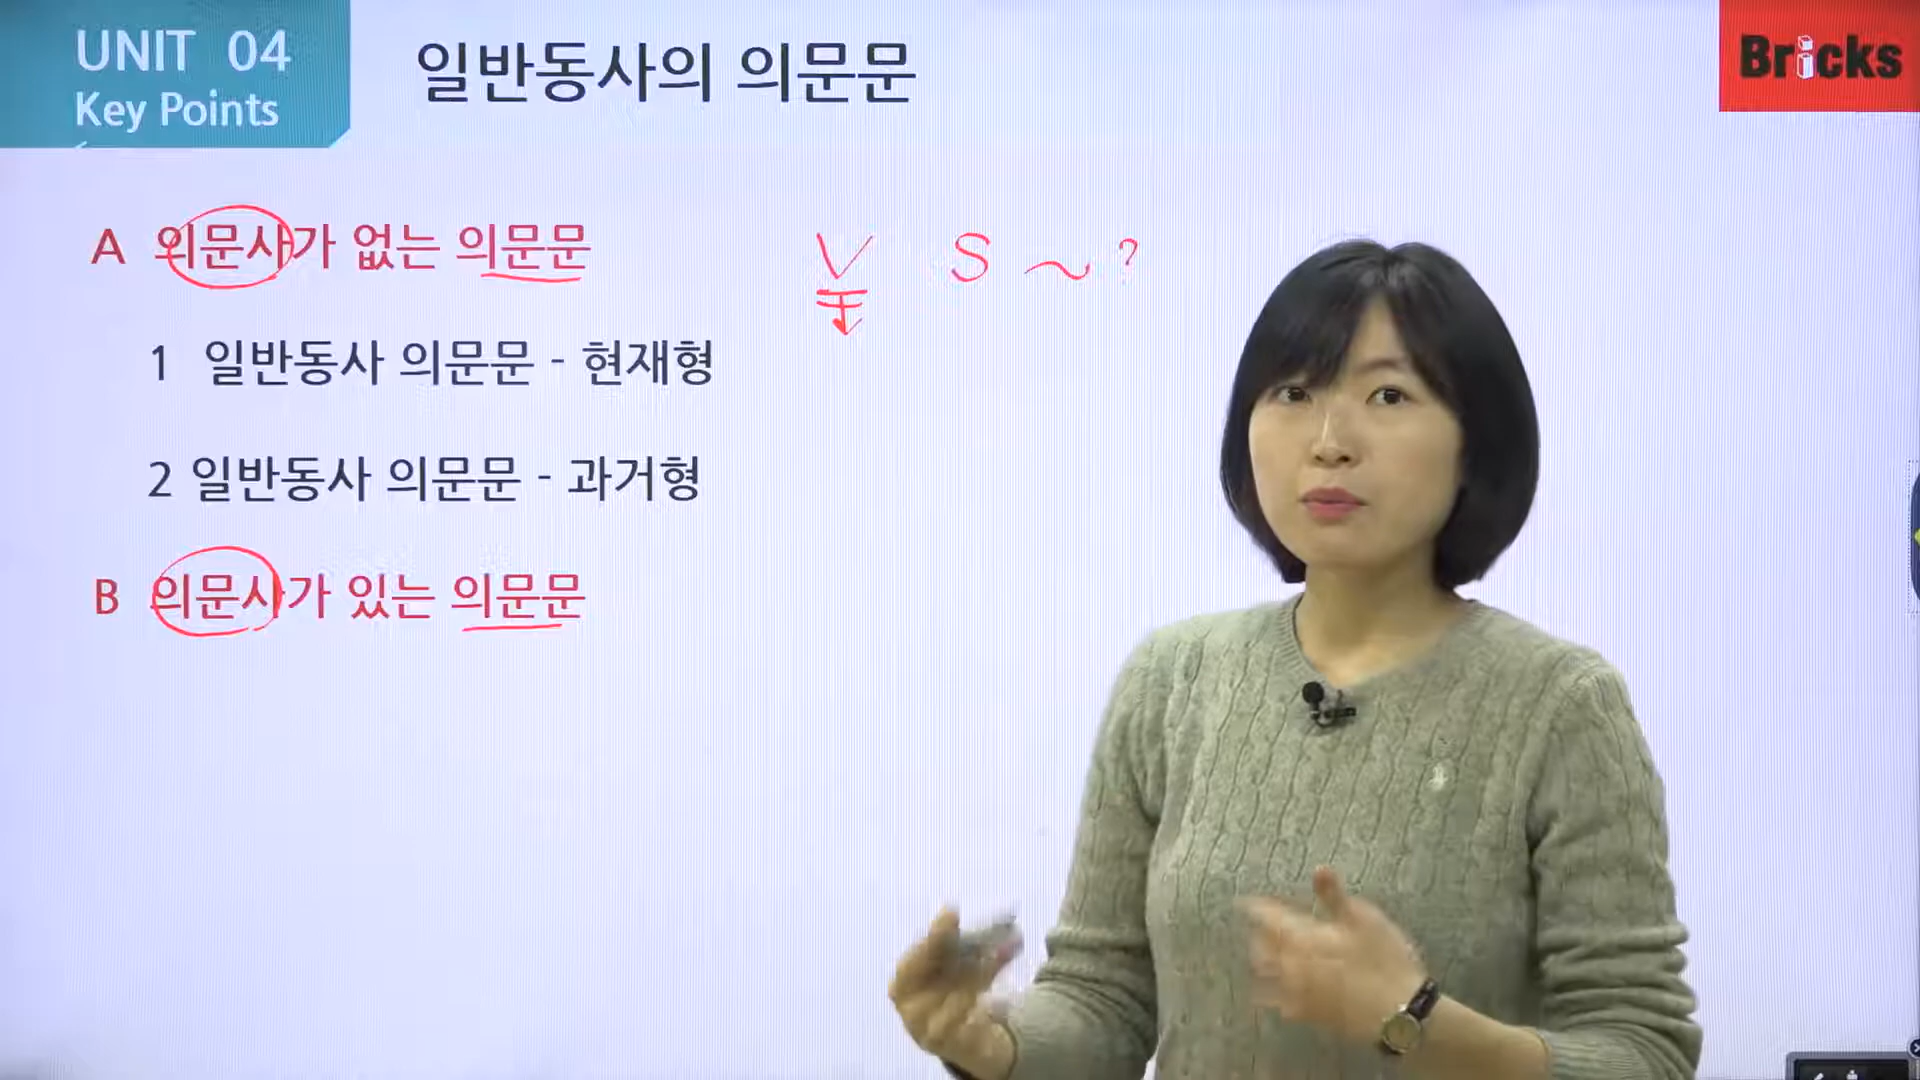 UNIT 04
Key Points
일반동사의 의문문
Bricks
A 의문사가 없는 의문문
V S ~ ?
1 일반동사 의문문 - 현재형
2 일반동사 의문문 - 과거형
B 의문사가 있는 의문문